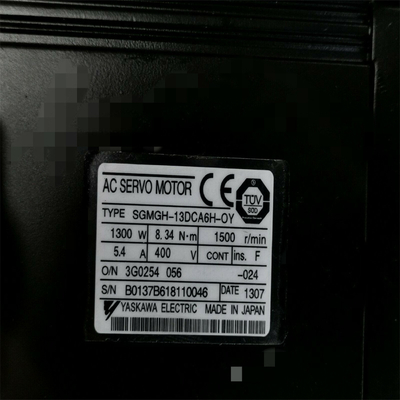 AC SERVO MOTOR CE TÜV
TYPE SGMGH-13DCA6H-OY
1300 W 8.34 N·m 1500 r/min
5.4 A 400 V CONT ins. F
O/N 3G0254 056 -024
S/N B0137B618110046 DATE 1307
YASKAWA ELECTRIC MADE IN JAPAN